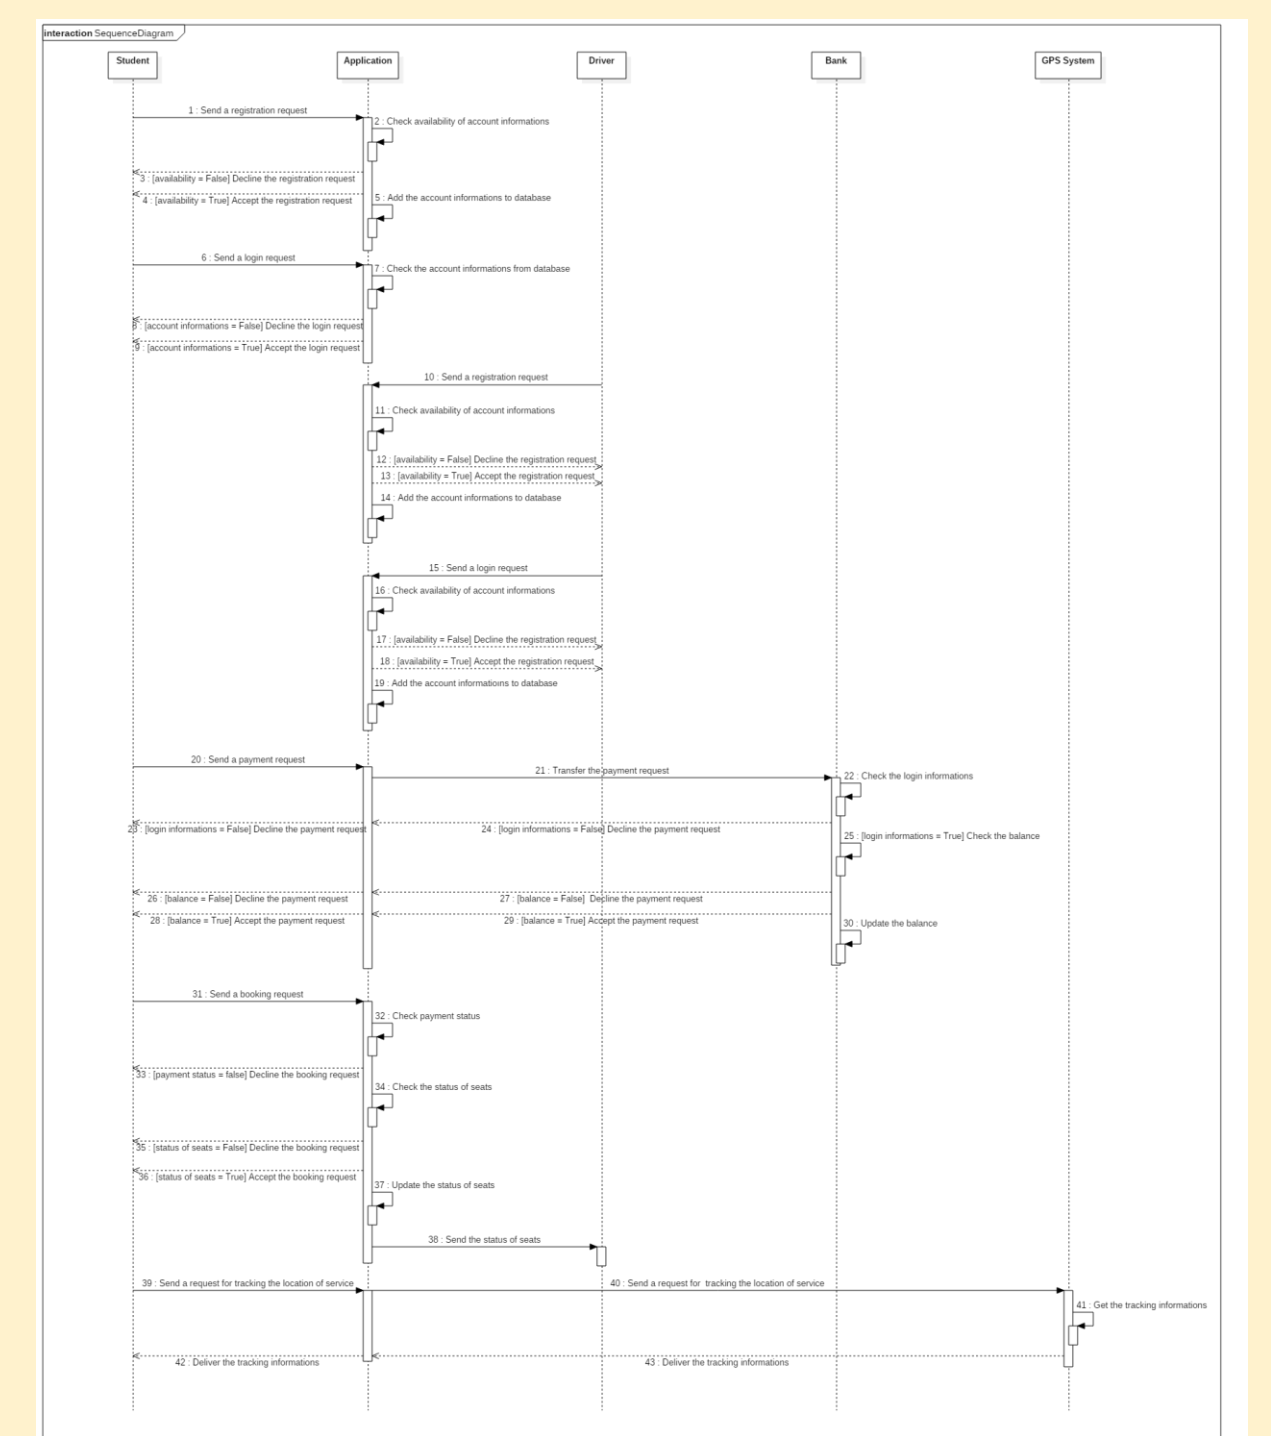 interaction SequenceDiagram
Student
Application
Driver
Bank
GPS System
1 : Send a registration request
2 : Check availability of account informations
3 : [availability = False] Decline the registration request
4 : [availability = True] Accept the registration request
5 : Add the account informations to database
6 : Send a login request
7 : Check the account informations from database
8 : [account informations = False] Decline the login request
9 : [account informations = True] Accept the login request
10 : Send a registration request
11 : Check availability of account informations
12 : [availability = False] Decline the registration request
13 : [availability = True] Accept the registration request
14 : Add the account informations to database
15 : Send a login request
16 : Check availability of account informations
17 : [availability = False] Decline the registration request
18 : [availability = True] Accept the registration request
19 : Add the account informatioıns to database
20 : Send a payment request
21 : Transfer the payment request
22 : Check the login informations
23 : [login informations = False] Decline the payment request
24 : [login informations = False] Decline the payment request
25 : [login informations = True] Check the balance
26 : [balance = False] Decline the payment request
27 : [balance = False]  Decline the payment request
28 : [balance = True] Accept the payment request
29 : [balance = True] Accept the payment request
30 : Update the balance
31 : Send a booking request
32 : Check payment status
33 : [payment status = false] Decline the booking request
34 : Check the status of seats
35 : [status of seats = False] Decline the booking request
36 : [status of seats = True] Accept the booking request
37 : Update the status of seats
38 : Send the status of seats
39 : Send a request for tracking the location of service
40 : Send a request for  tracking the location of service
41 : Get the tracking informations
42 : Deliver the tracking informations
43 : Deliver the tracking informations